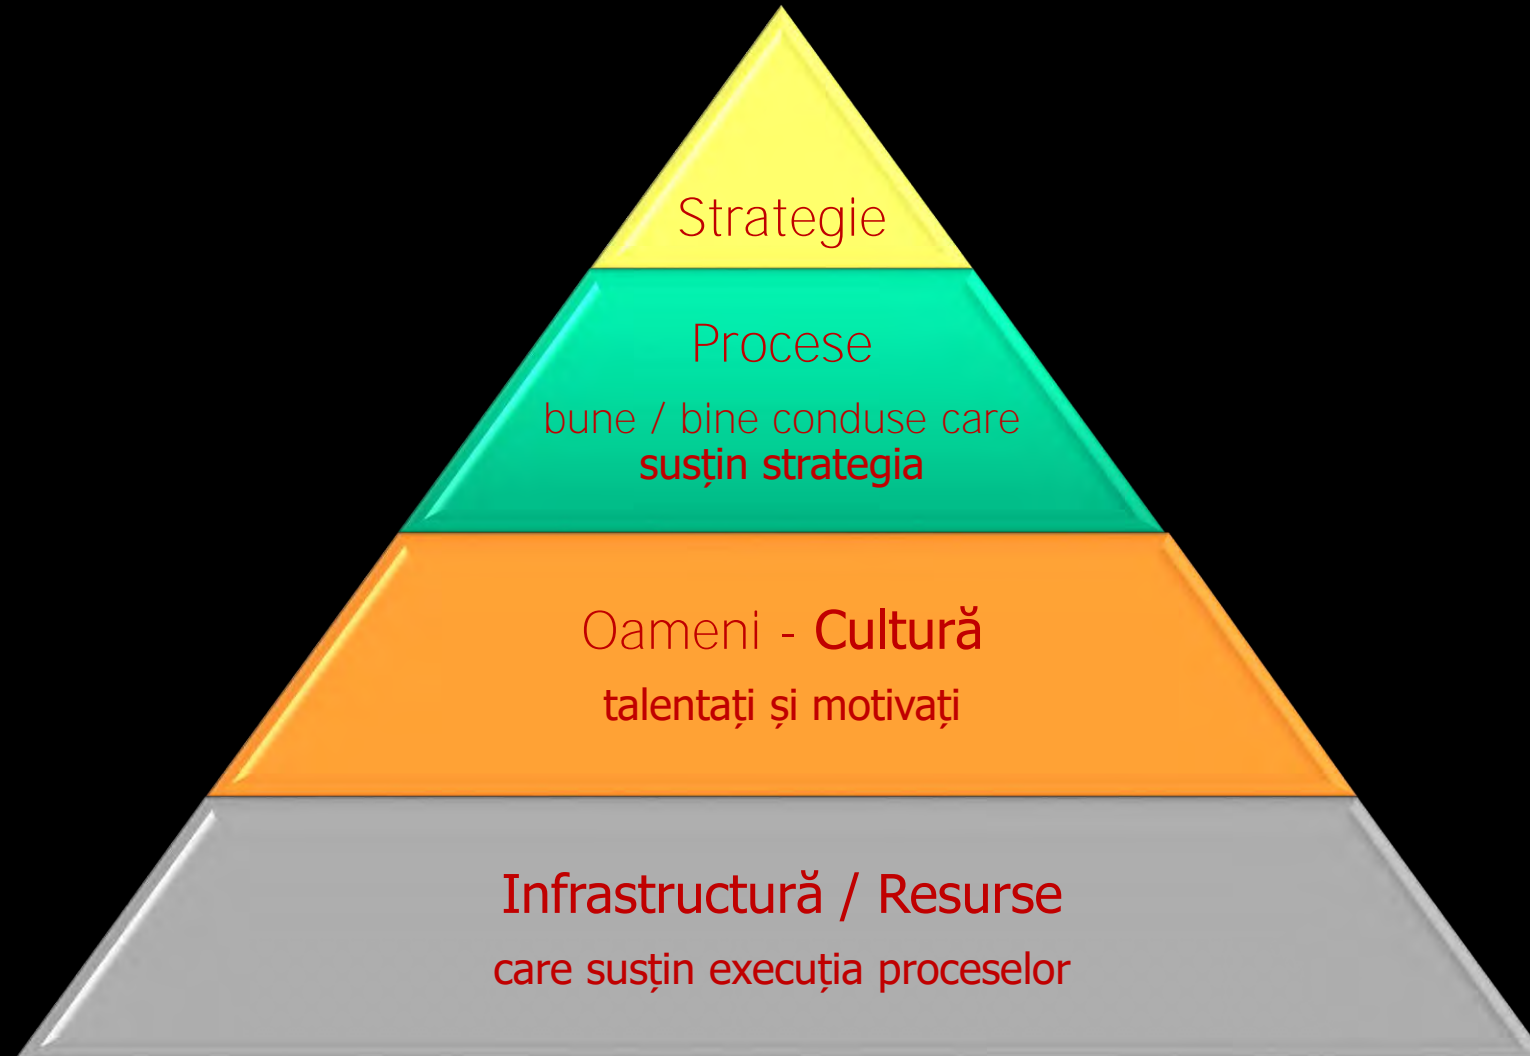 Strategie
Procese
bune / bine conduse care
susțin strategia
Oameni - Cultură
talentați și motivați
Infrastructură / Resurse
care susțin execuția proceselor